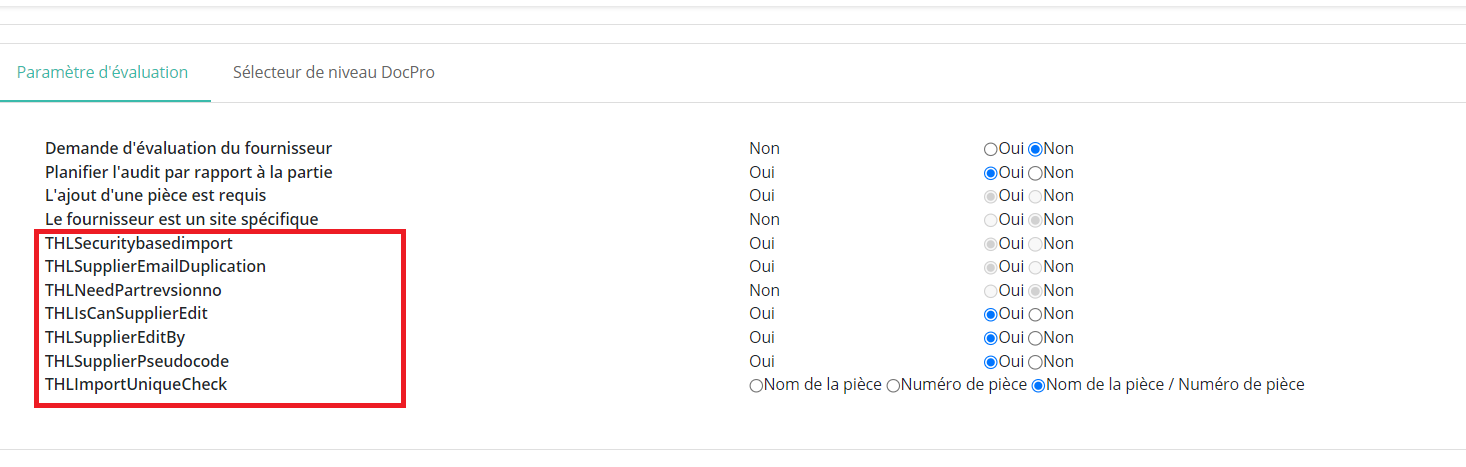 Paramètre d'évaluation Sélecteur de niveau DocPro
Demande d'évaluation du fournisseur Non Oui Non
Planifier l'audit par rapport à la partie Oui Oui Non
L'ajout d'une pièce est requis Oui Oui Non
Le fournisseur est un site spécifique Non Oui Non
THLSecuritybasedimport Oui Oui Non
THLSupplierEmailDuplication Oui Oui Non
THLNeedPartrevsionno Non Oui Non
THLIsCanSupplierEdit Oui Oui Non
THLSupplierEditBy Oui Oui Non
THLSupplierPseudocode Oui Oui Non
THLImportUniqueCheck Nom de la pièce Numéro de pièce Nom de la pièce / Numéro de pièce